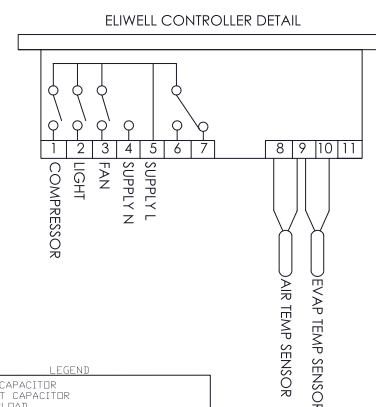 ELIWELL CONTROLLER DETAIL
1 2 3 4 5 6 7 8 9 10 11
COMPRESSOR
LIGHT
FAN
SUPPLY N
SUPPLY L
AIR TEMP SENSOR
EVAP TEMP SENSOR
LEGEND
CAPACITOR
CAPACITOR